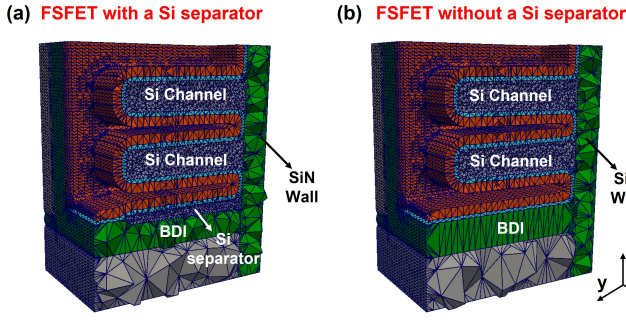 (a) FSFET with a Si separator
Si Channel
Si Channel
SiN
Wall
BDI
Si
separator
(b) FSFET without a Si separator
Si Channel
Si Channel
BDI
y